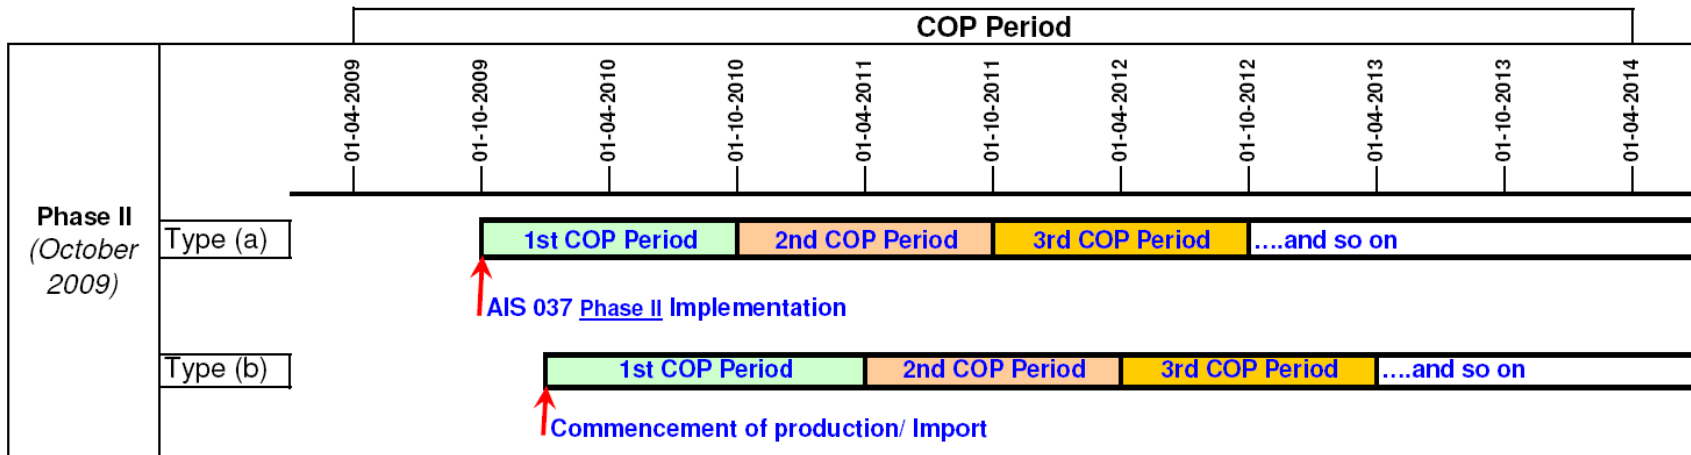 COP Period
01-04-2009
01-10-2009
01-04-2010
01-10-2010
01-04-2011
01-10-2011
01-04-2012
01-10-2012
01-04-2013
01-10-2013
01-04-2014
Phase II
(October
2009)
Type (a)
1st COP Period
2nd COP Period
3rd COP Period
....and so on
AIS 037 Phase II Implementation
Type (b)
1st COP Period
2nd COP Period
3rd COP Period
....and so on
Commencement of production/ Import